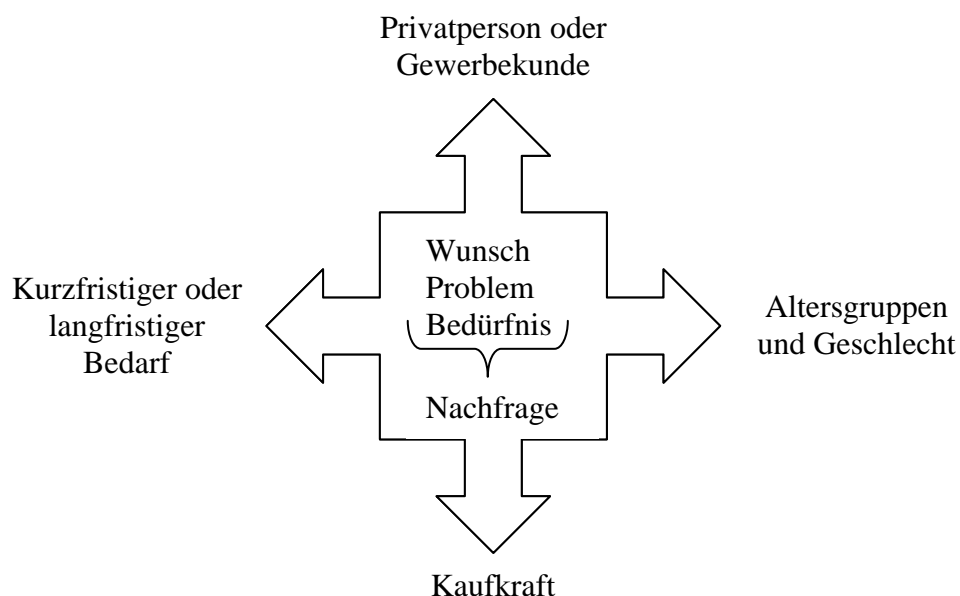 Privatperson oder
Gewerbekunde
Kurzfristiger oder
langfristiger
Bedarf
Wunsch
Problem
Bedürfnis
Nachfrage
Altersgruppen
und Geschlecht
Kaufkraft